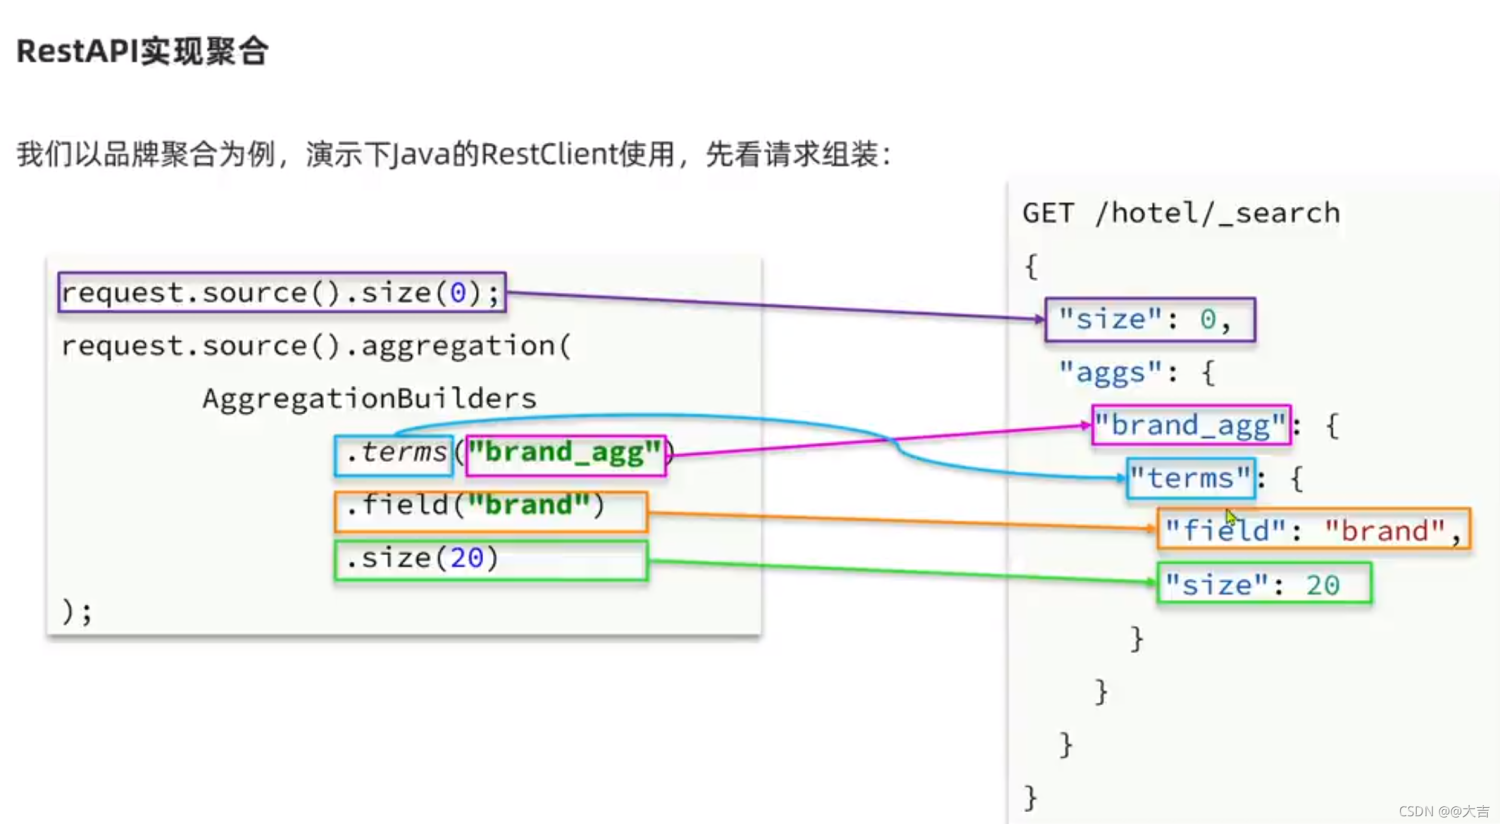 RestAPI实现聚合
我们以品牌聚合为例，演示下Java的RestClient使用，先看请求组装：
request.source().size(0);
request.source().aggregation(
AggregationBuilders
.terms("brand_agg")
.field("brand")
.size(20)
);
GET /hotel/_search
{
"size": 0,
"aggs": {
"brand_agg": {
"terms": {
"field": "brand",
"size": 20
}
}
}
}
CSDN @@大吉